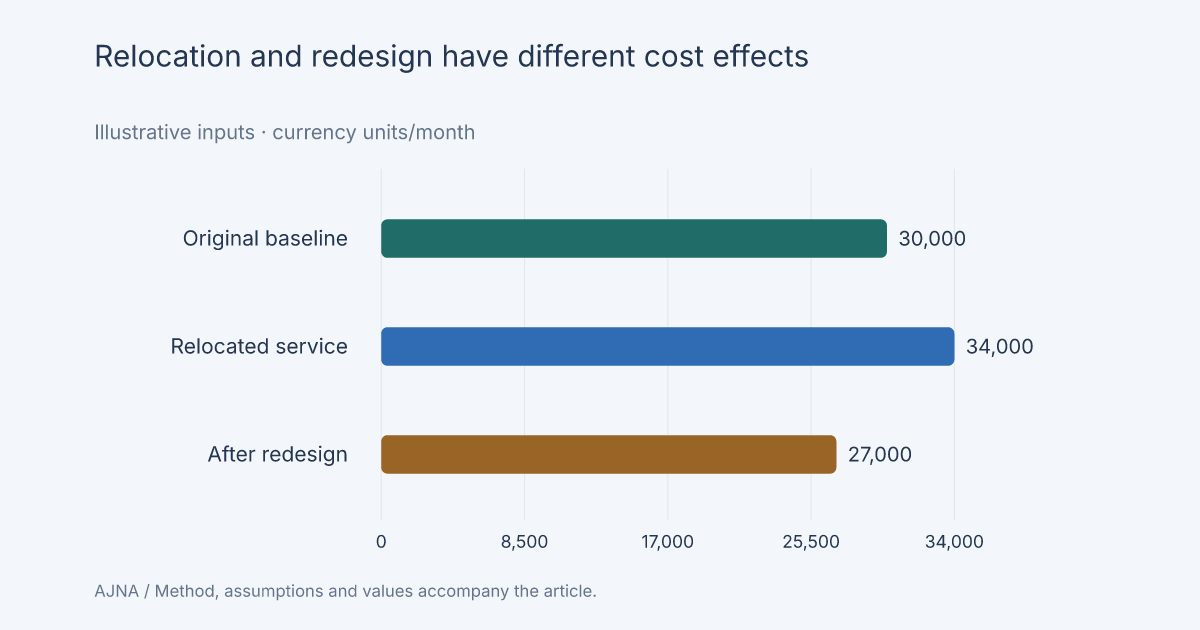 Relocation and redesign have different cost effects
Illustrative inputs · currency units/month
Original baseline 30,000
Relocated service 34,000
After redesign 27,000
0 8,500 17,000 25,500 34,000
AJNA / Method, assumptions and values accompany the article.